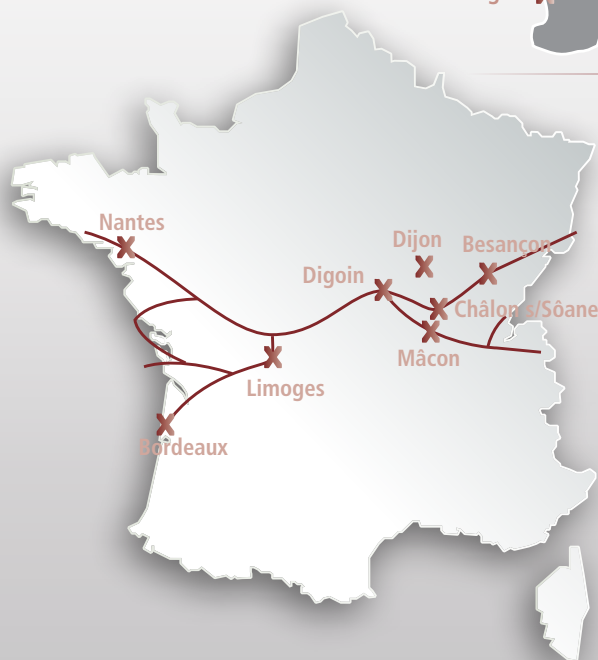 Nantes
Dijon
Besançon
Digoin
Châlon s/Sôane
Mâcon
Limoges
Bordeaux